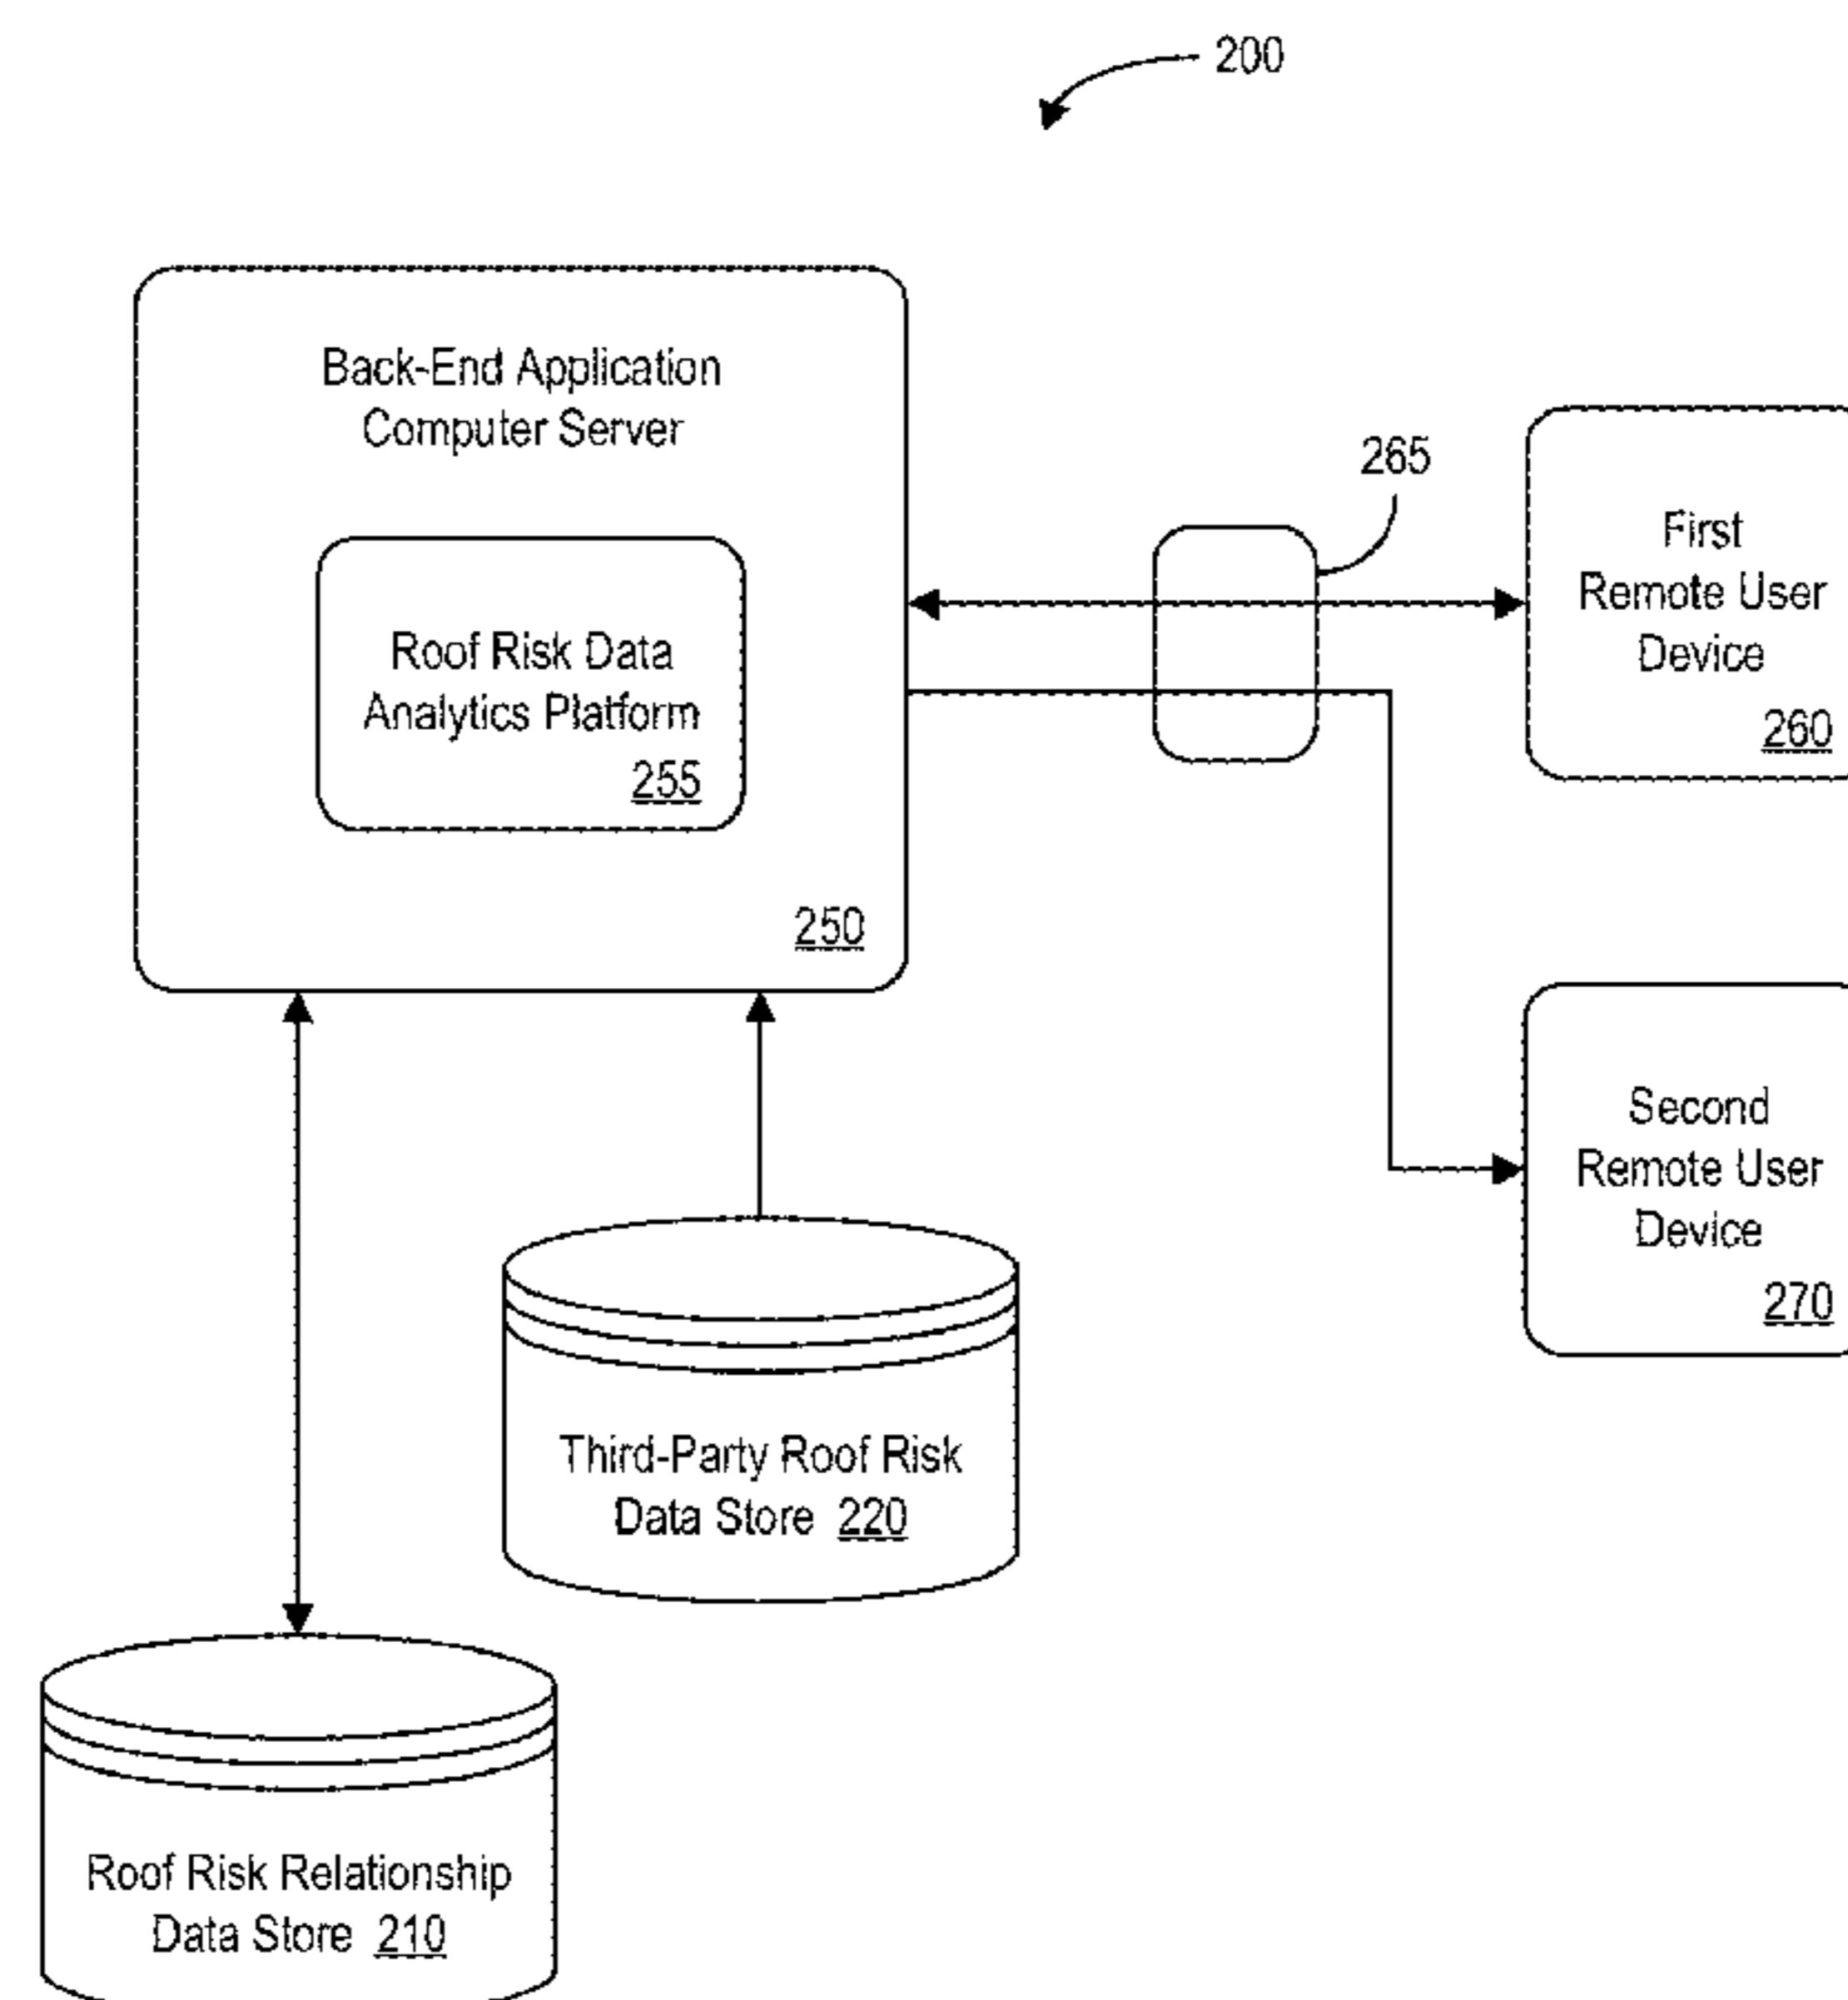 200
Back-End Application
Computer Server
Roof Risk Data
Analytics Platform
255
250
265
First
Remote User
Device
260
Second
Remote User
Device
270
Third-Party Roof Risk
Data Store 220
Roof Risk Relationship
Data Store 210